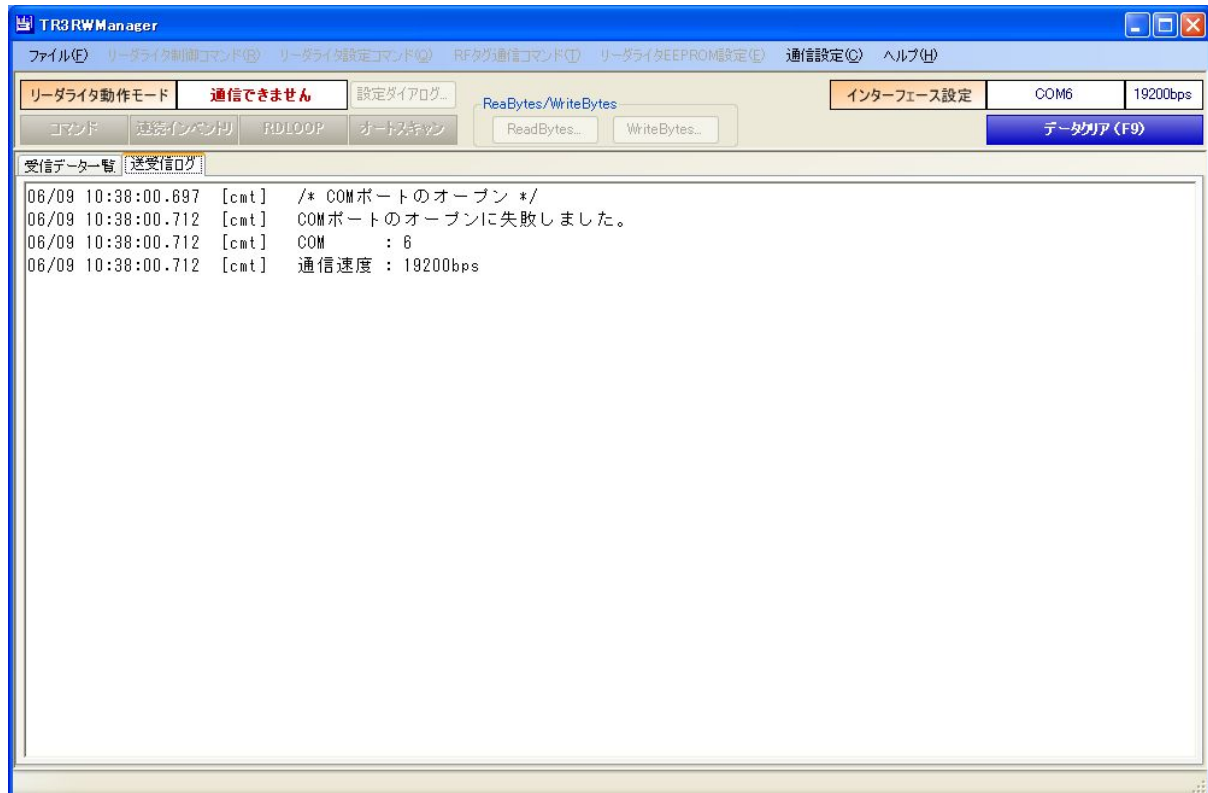 TR3RWManager
ファイル(F) リーダライタ制御コマンド(R) リーダライタ設定コマンド(Q) RFタグ通信コマンド(T) リーダライタEEPROM設定(E) 通信設定(C) ヘルプ(H)
リーダライタ動作モード 通信できません 設定ダイアログ... ReaBytes/WriteBytes インターフェース設定 COM6 19200bps
コマンド 連続インベントリ RDLOOP オートスキャン ReadBytes... WriteBytes... データクリア(F9)
受信データ一覧 送受信ログ
06/09 10:38:00.697 [cmt] /* COMポートのオープン */
06/09 10:38:00.712 [cmt] COMポートのオープンに失敗しました。
06/09 10:38:00.712 [cmt] COM : 6
06/09 10:38:00.712 [cmt] 通信速度 : 19200bps